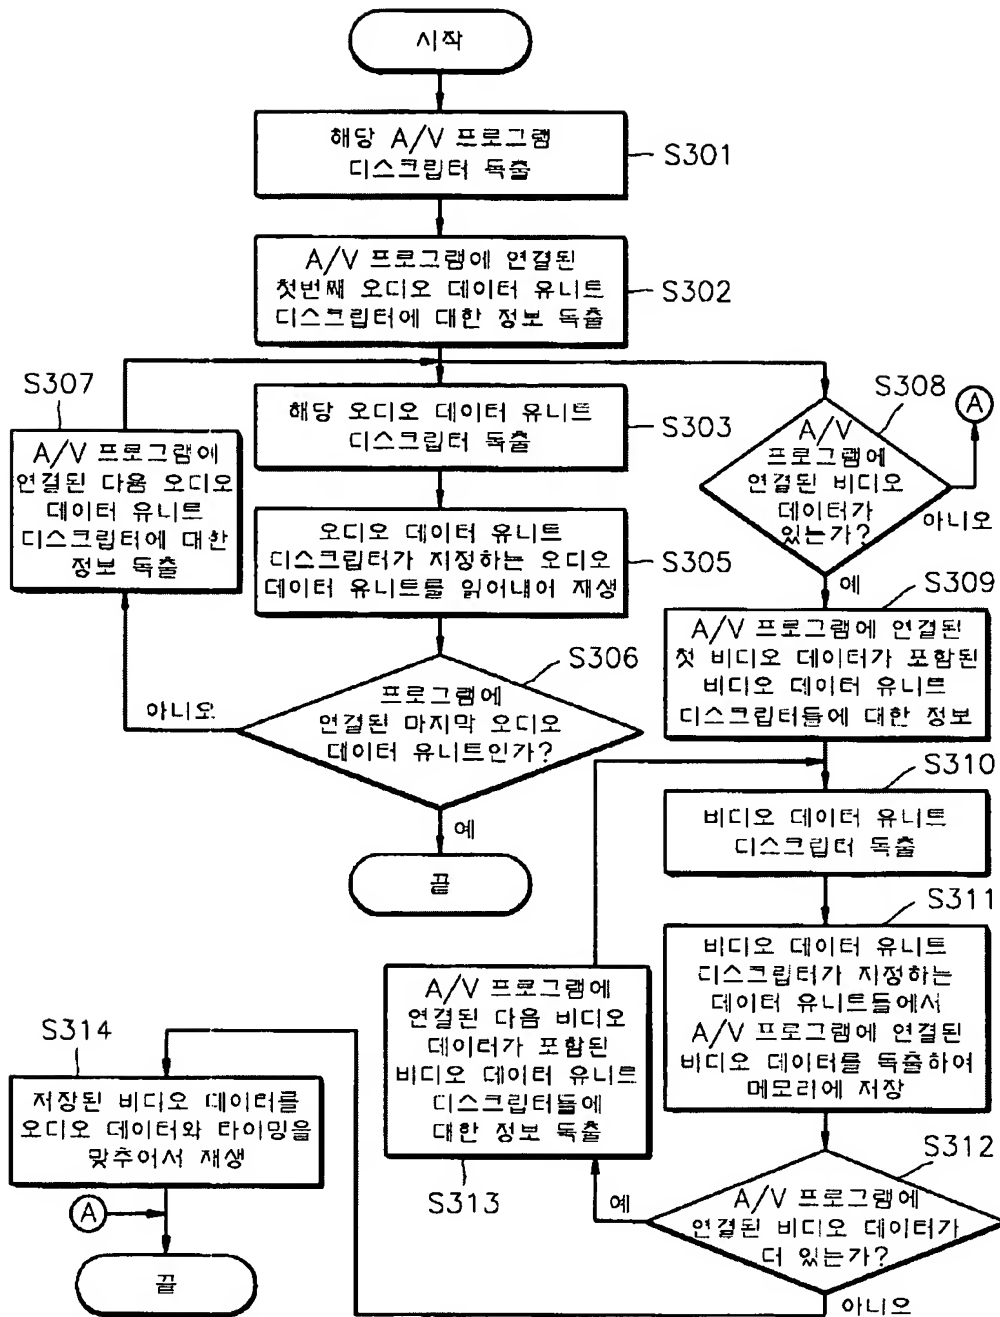 시작
해당 A/V 프로그램
디스크립터 독출
S301
A/V 프로그램에 연결된
첫번째 오디오 데이터 유니트
디스크립터에 대한 정보 독출
S302
해당 오디오 데이터 유니트
디스크립터 독출
S303
오디오 데이터 유니트
디스크립터가 지정하는 오디오
데이터 유니트를 읽어내어 재생
S305
프로그램에
연결된 마지막 오디오
데이터 유니트인가?
S306
아니오
예
끝
S307
A/V 프로그램에
연결된 다음 오디오
데이터 유니트
디스크립터에 대한
정보 독출
S308
A/V
프로그램에
연결된 비디오
데이터가
있는가?
A
아니오
예
S309
A/V 프로그램에 연결된
첫 비디오 데이터가 포함된
비디오 데이터 유니트
디스크립터들에 대한 정보
S310
비디오 데이터 유니트
디스크립터 독출
S311
비디오 데이터 유니트
디스크립터가 지정하는
데이터 유니트들에서
A/V 프로그램에 연결된
비디오 데이터를 독출하여
메모리에 저장
S312
A/V 프로그램에
연결된 비디오 데이터가
더 있는가?
예
아니오
A/V 프로그램에
연결된 다음 비디오
데이터가 포함된
비디오 데이터 유니트
디스크립터들에
대한 정보 독출
S313
S314
저장된 비디오 데이터를
오디오 데이터와 타이밍을
맞추어서 재생
A
끝